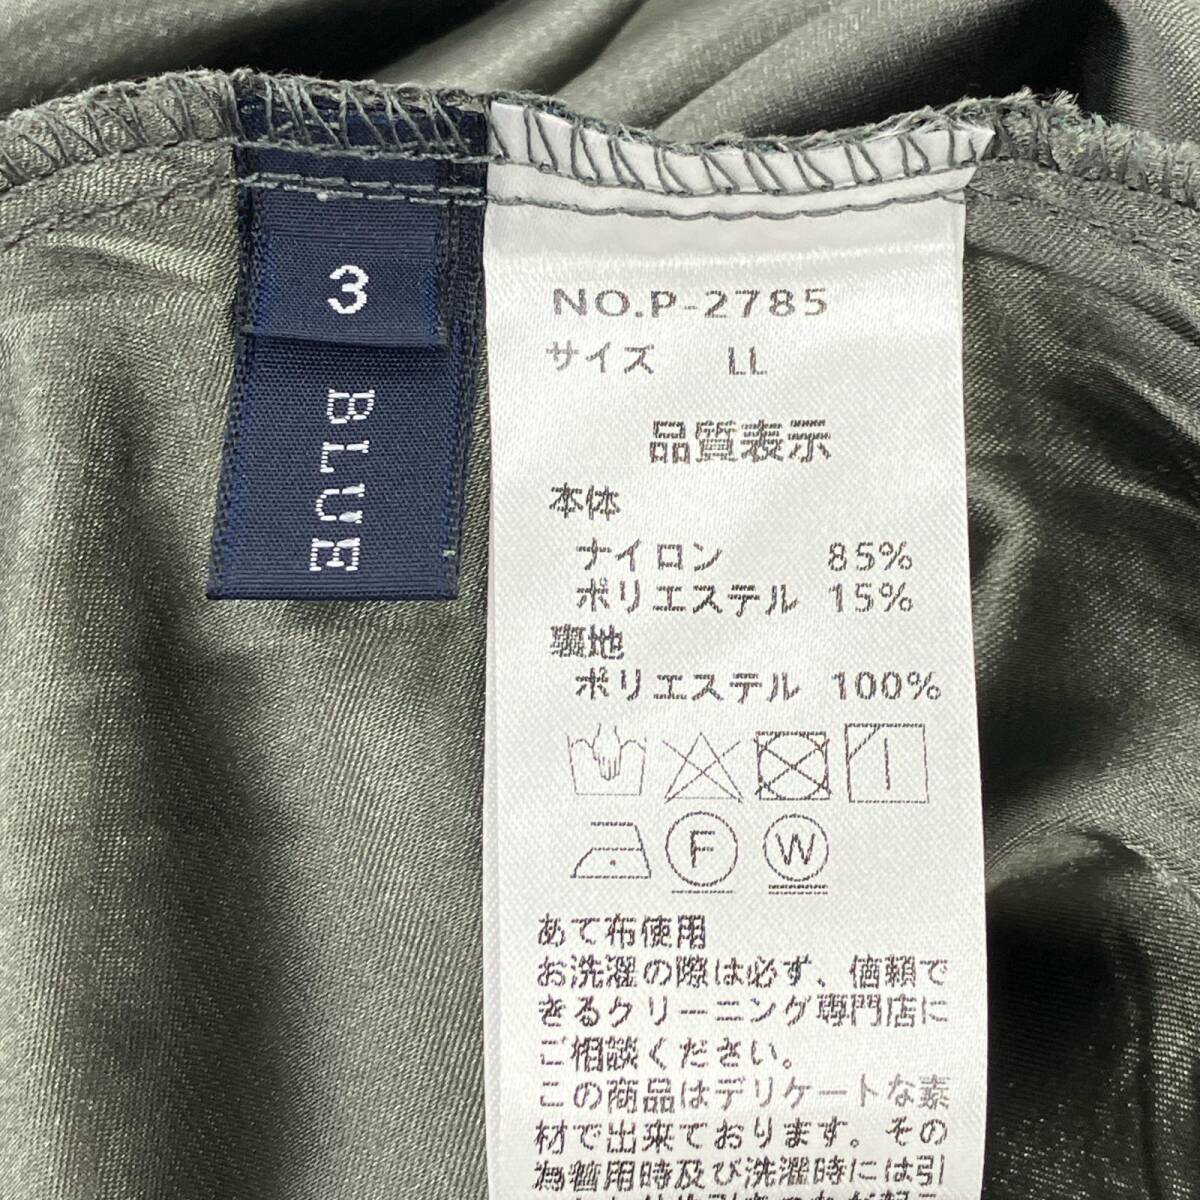 3
BLUE
NO.P-2785
サイズ LL
品質表示
本体
ナイロン 85%
ポリエステル 15%
裏地
ポリエステル 100%
F W
あて布使用
お洗濯の際は必ず、信頼で
きるクリーニング専門店に
ご相談ください。
この商品はデリケートな素
材で出来ております。その
為着用時及び洗濯時には引